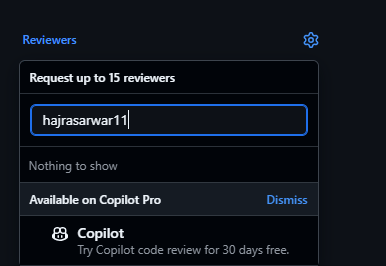 Reviewers
Request up to 15 reviewers
hajrasarwar11
Nothing to show
Available on Copilot Pro Dismiss
Copilot
Try Copilot code review for 30 days free.